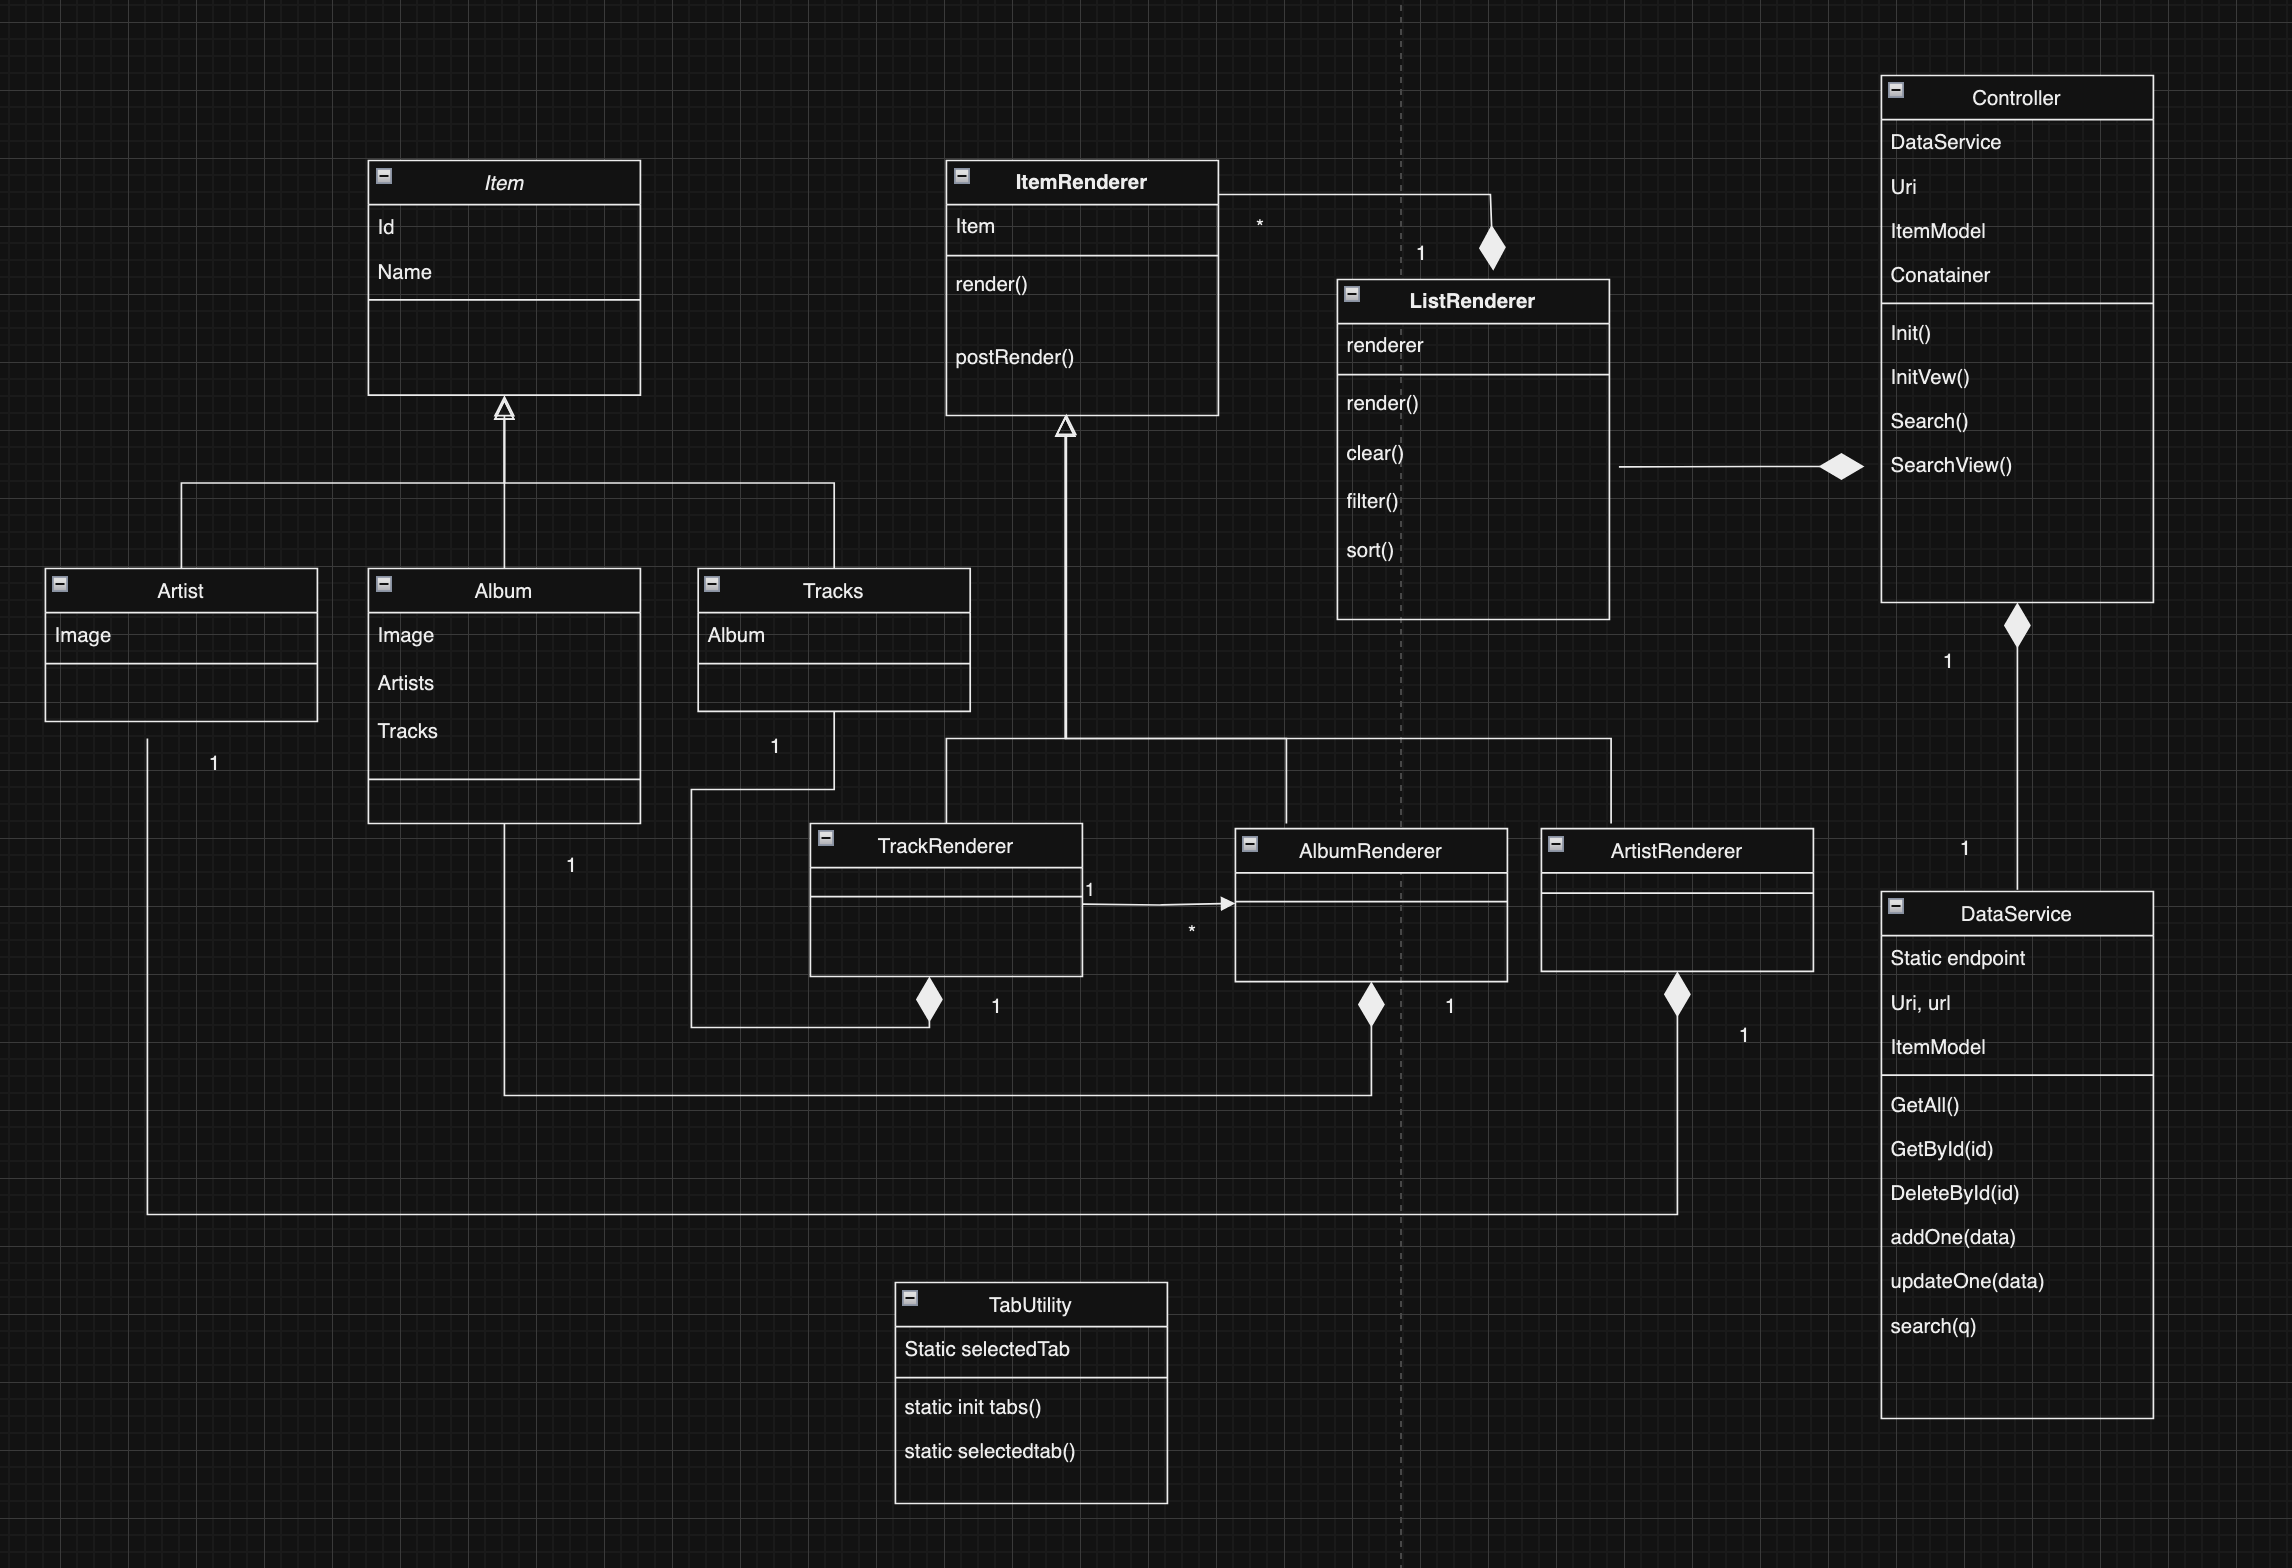 Item
Id
Name
ItemRenderer
Item
render()
postRender()
*
1
ListRenderer
renderer
render()
clear()
filter()
sort()
Controller
DataService
Uri
ItemModel
Conatainer
Init()
InitVew()
Search()
SearchView()
Artist
Image
1
Album
Image
Artists
Tracks
1
Tracks
Album
1
TrackRenderer
1
*
1
AlbumRenderer
1
ArtistRenderer
1
1
1
DataService
Static endpoint
Uri, url
ItemModel
GetAll()
GetById(id)
DeleteById(id)
addOne(data)
updateOne(data)
search(q)
TabUtility
Static selectedTab
static init tabs()
static selectedtab()